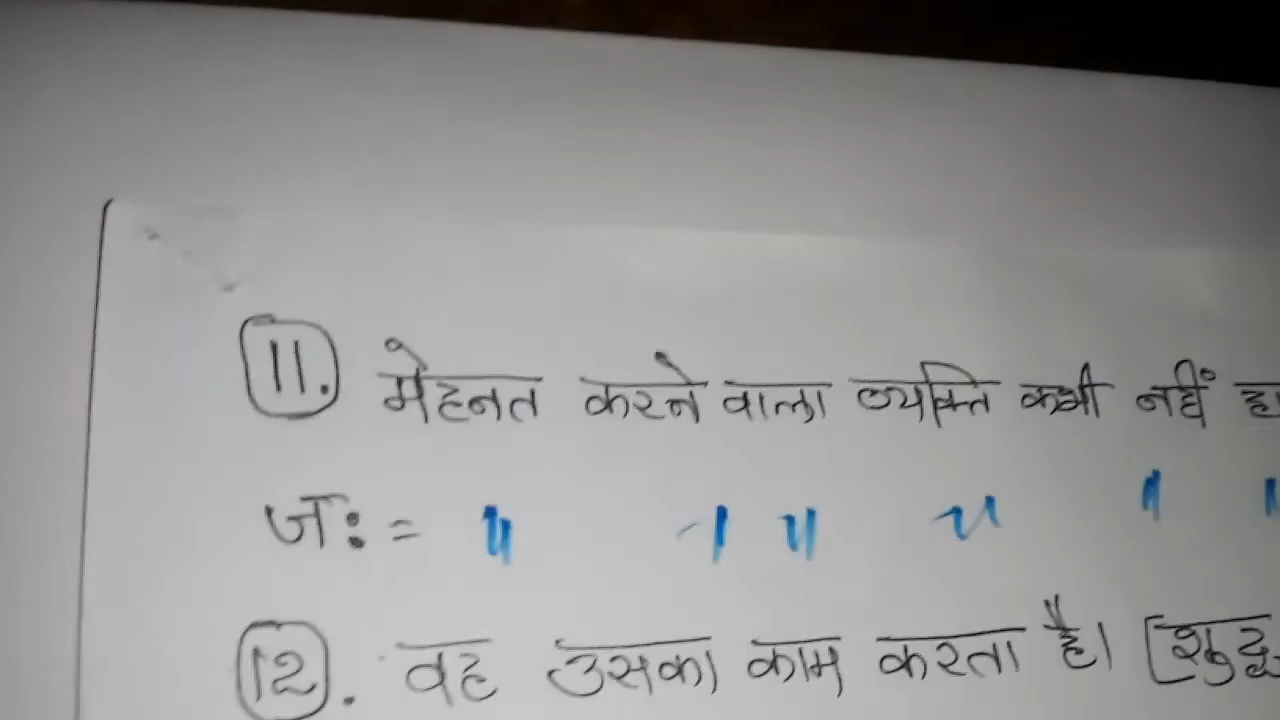 11. मेहनत करने वाला व्यक्ति कभी नहीं
जः = " " " " " "
12. वह उसका काम करता है। [शुद्ध